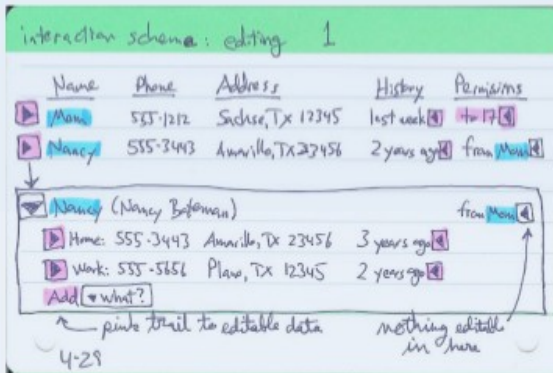 interaction schema: editing 1
Name Phone Address History Permisions
Mom 555-1212 Sachse, Tx 12345 last week to 17
Nancy 555-3443 Amarillo, TX 23456 2 years ago from Mom
Nancy (Nancy Bateman) from Mom
Home: 555-3443 Amarillo, TX 23456 3 years ago
Work: 555-5656 Plano, TX 12345 2 years ago
Add what?
pink trail to editable data
nothing editable in here
4-29